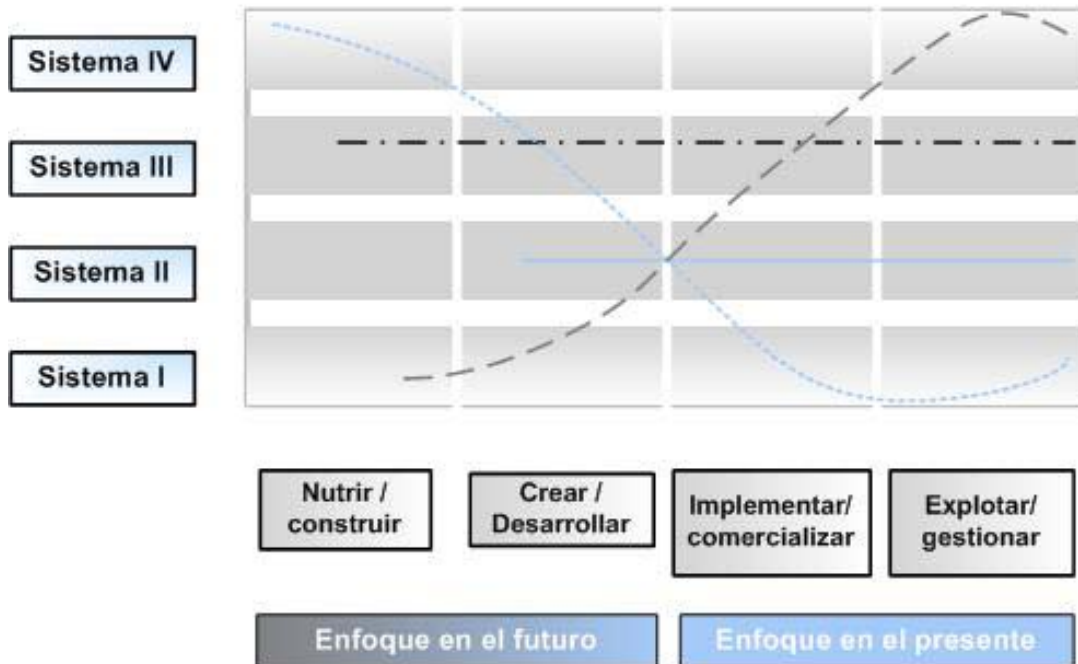 Sistema IV
Sistema III
Sistema II
Sistema I
Nutrir /
construir
Crear /
Desarrollar
Implementar/
comercializar
Explotar/
gestionar
Enfoque en el futuro
Enfoque en el presente